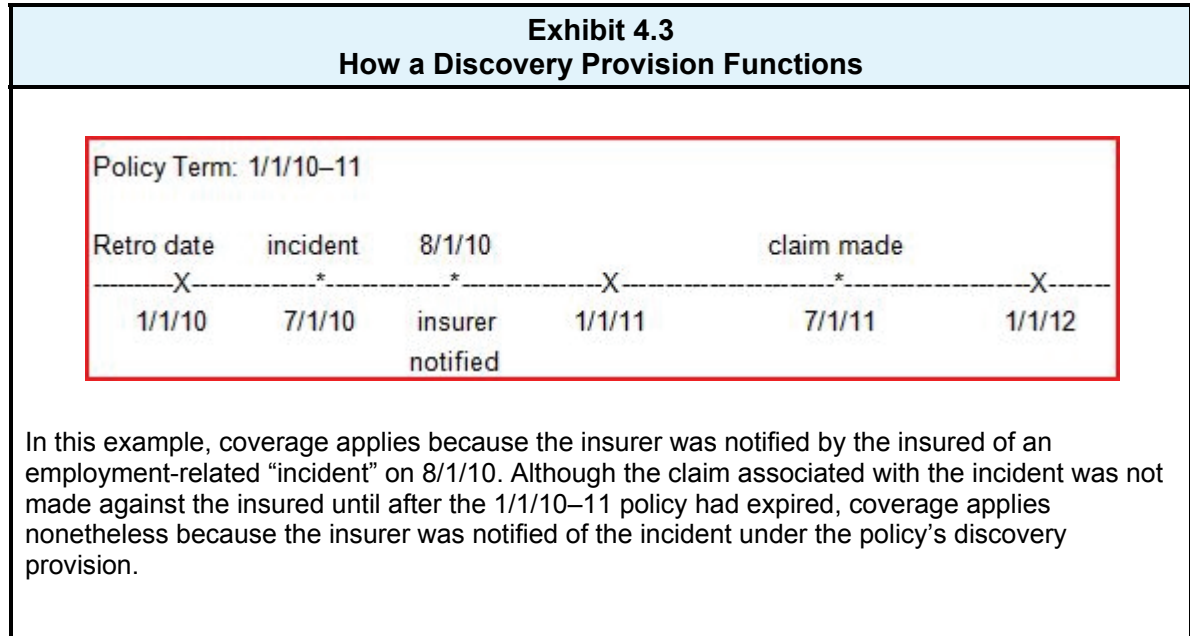 Exhibit 4.3
How a Discovery Provision Functions
Policy Term: 1/1/10–11
Retro date incident 8/1/10 claim made
----------X--------------*--------------*----------------X-----------------------*---------------------X-------
1/1/10 7/1/10 insurer 1/1/11 7/1/11 1/1/12
notified
In this example, coverage applies because the insurer was notified by the insured of an
employment-related “incident” on 8/1/10. Although the claim associated with the incident was not
made against the insured until after the 1/1/10–11 policy had expired, coverage applies
nonetheless because the insurer was notified of the incident under the policy’s discovery
provision.